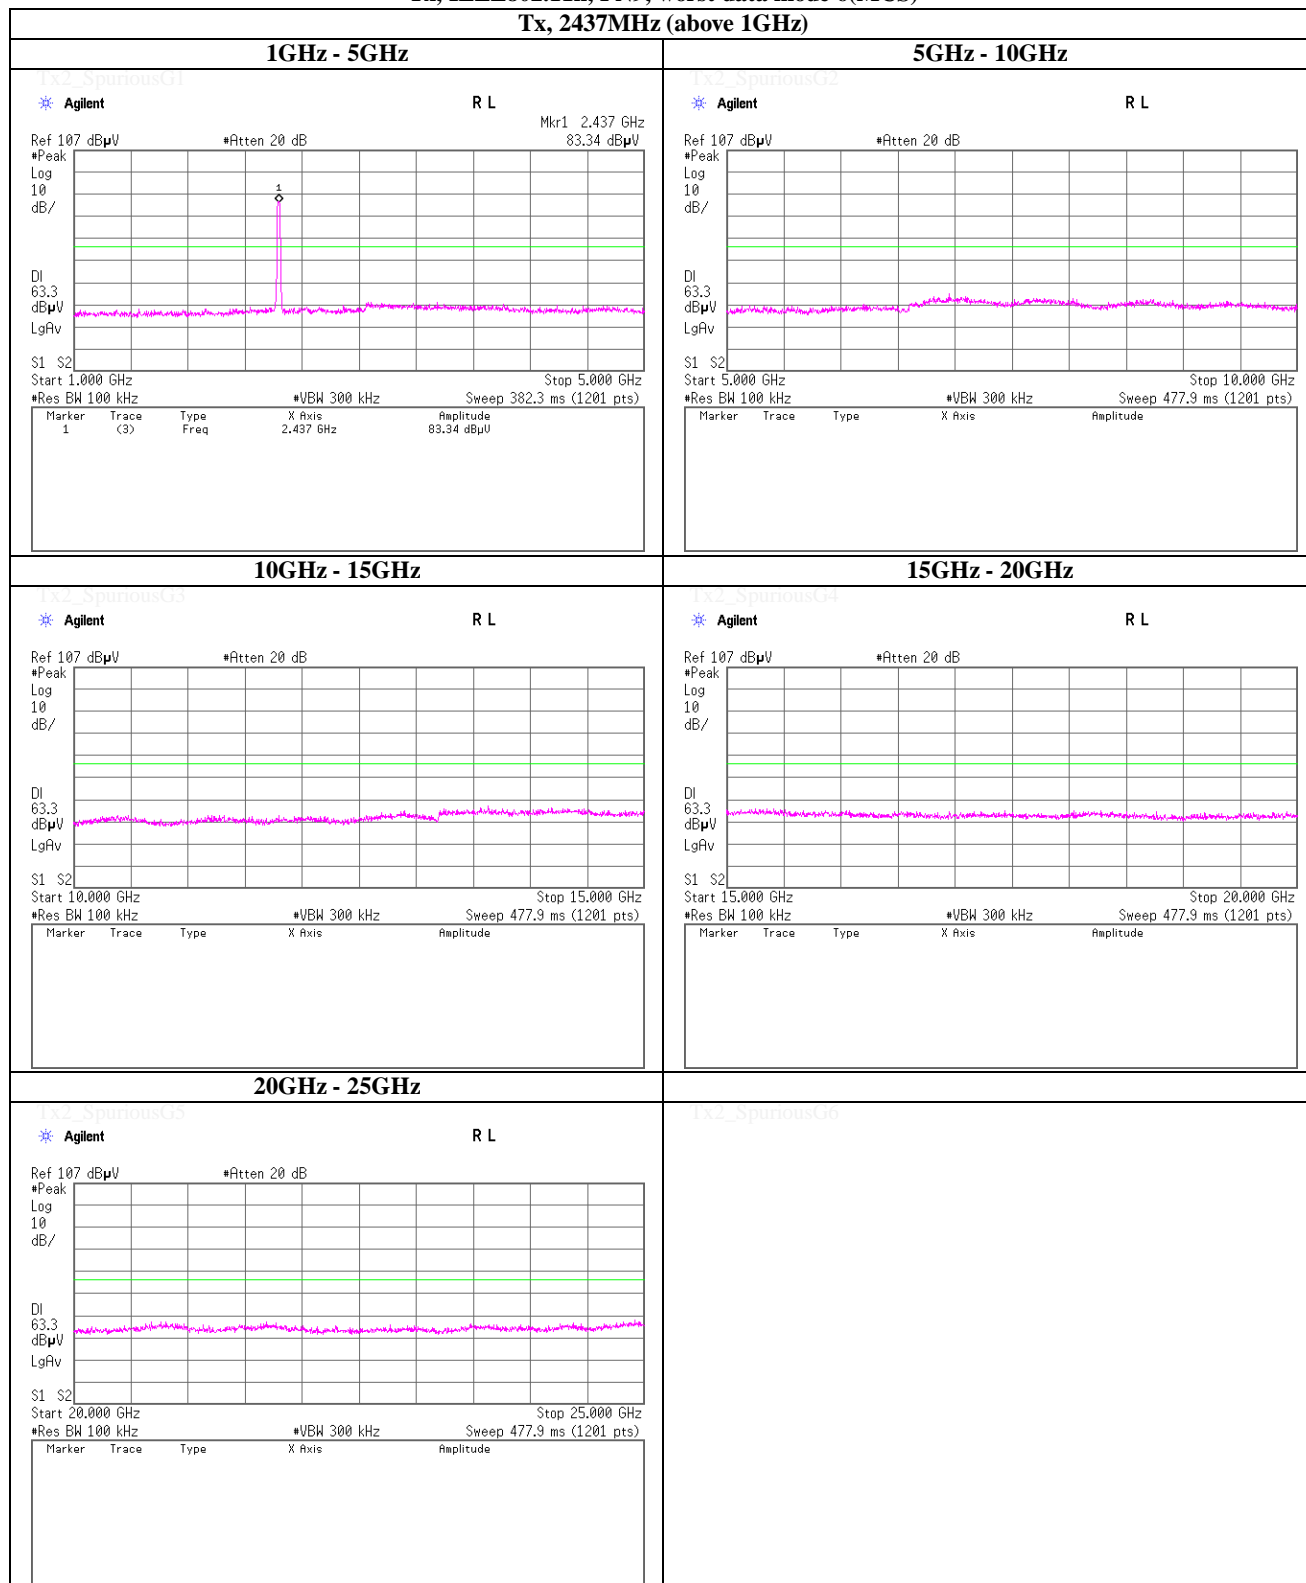 Tx, 2437MHz (above 1GHz)
1GHz - 5GHz
5GHz - 10GHz
Tx2_SpuriousG1
Agilent
R L
Mkr1 2.437 GHz
Ref 107 dBµV
#Atten 20 dB
83.34 dBµV
#Peak
Log
10
dB/
1
DI
63.3
dBµV
LgAv
S1 S2
Start 1.000 GHz
Stop 5.000 GHz
#Res BW 100 kHz
#VBW 300 kHz
Sweep 382.3 ms (1201 pts)
Marker Trace Type X Axis Amplitude
1 (3) Freq 2.437 GHz 83.34 dBµV
Tx2_SpuriousG2
Agilent
R L
Ref 107 dBµV
#Atten 20 dB
#Peak
Log
10
dB/
DI
63.3
dBµV
LgAv
S1 S2
Start 5.000 GHz
Stop 10.000 GHz
#Res BW 100 kHz
#VBW 300 kHz
Sweep 477.9 ms (1201 pts)
Marker Trace Type X Axis Amplitude
10GHz - 15GHz
15GHz - 20GHz
Tx2_SpuriousG3
Agilent
R L
Ref 107 dBµV
#Atten 20 dB
#Peak
Log
10
dB/
DI
63.3
dBµV
LgAv
S1 S2
Start 10.000 GHz
Stop 15.000 GHz
#Res BW 100 kHz
#VBW 300 kHz
Sweep 477.9 ms (1201 pts)
Marker Trace Type X Axis Amplitude
Tx2_SpuriousG4
Agilent
R L
Ref 107 dBµV
#Atten 20 dB
#Peak
Log
10
dB/
DI
63.3
dBµV
LgAv
S1 S2
Start 15.000 GHz
Stop 20.000 GHz
#Res BW 100 kHz
#VBW 300 kHz
Sweep 477.9 ms (1201 pts)
Marker Trace Type X Axis Amplitude
20GHz - 25GHz
Tx2_SpuriousG5
Agilent
R L
Ref 107 dBµV
#Atten 20 dB
#Peak
Log
10
dB/
DI
63.3
dBµV
LgAv
S1 S2
Start 20.000 GHz
Stop 25.000 GHz
#Res BW 100 kHz
#VBW 300 kHz
Sweep 477.9 ms (1201 pts)
Marker Trace Type X Axis Amplitude
Tx2_SpuriousG6